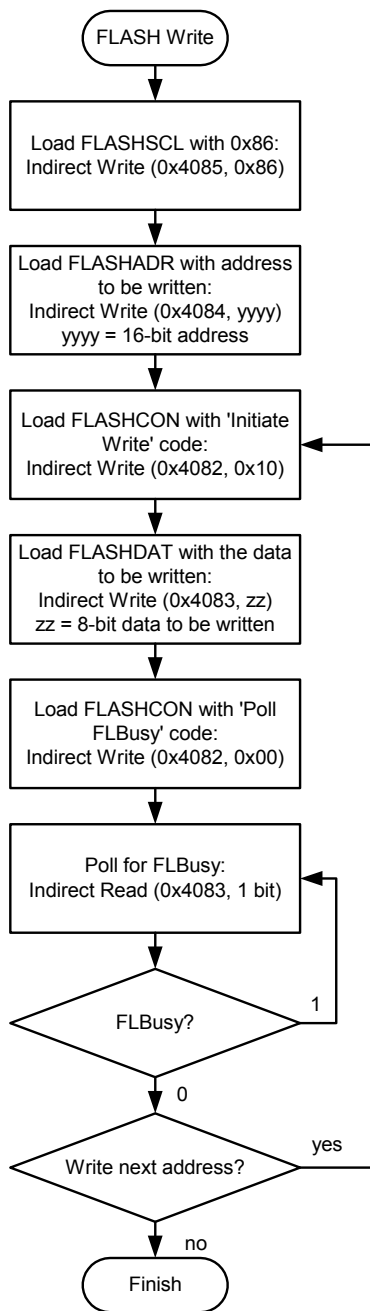 FLASH Write
Load FLASHSCL with 0x86:
Indirect Write (0x4085, 0x86)
Load FLASHADR with address
to be written:
Indirect Write (0x4084, yyyy)
yyyy = 16-bit address
Load FLASHCON with 'Initiate
Write' code:
Indirect Write (0x4082, 0x10)
Load FLASHDAT with the data
to be written:
Indirect Write (0x4083, zz)
zz = 8-bit data to be written
Load FLASHCON with 'Poll
FLBusy' code:
Indirect Write (0x4082, 0x00)
Poll for FLBusy:
Indirect Read (0x4083, 1 bit)
FLBusy?
1
0
Write next address?
yes
no
Finish